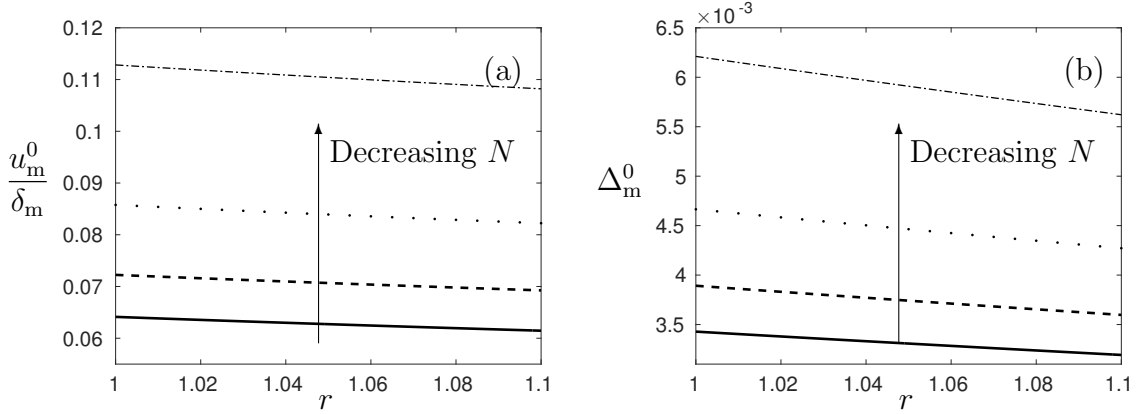 0.12
0.11
0.1
0.09
0.08
0.07
0.06
u_m^0
δ_m
(a)
Decreasing N
1 1.02 1.04 1.06 1.08 1.1
r
×10^-3
6.5
6
5.5
5
4.5
4
3.5
Δ_m^0
(b)
Decreasing N
1 1.02 1.04 1.06 1.08 1.1
r